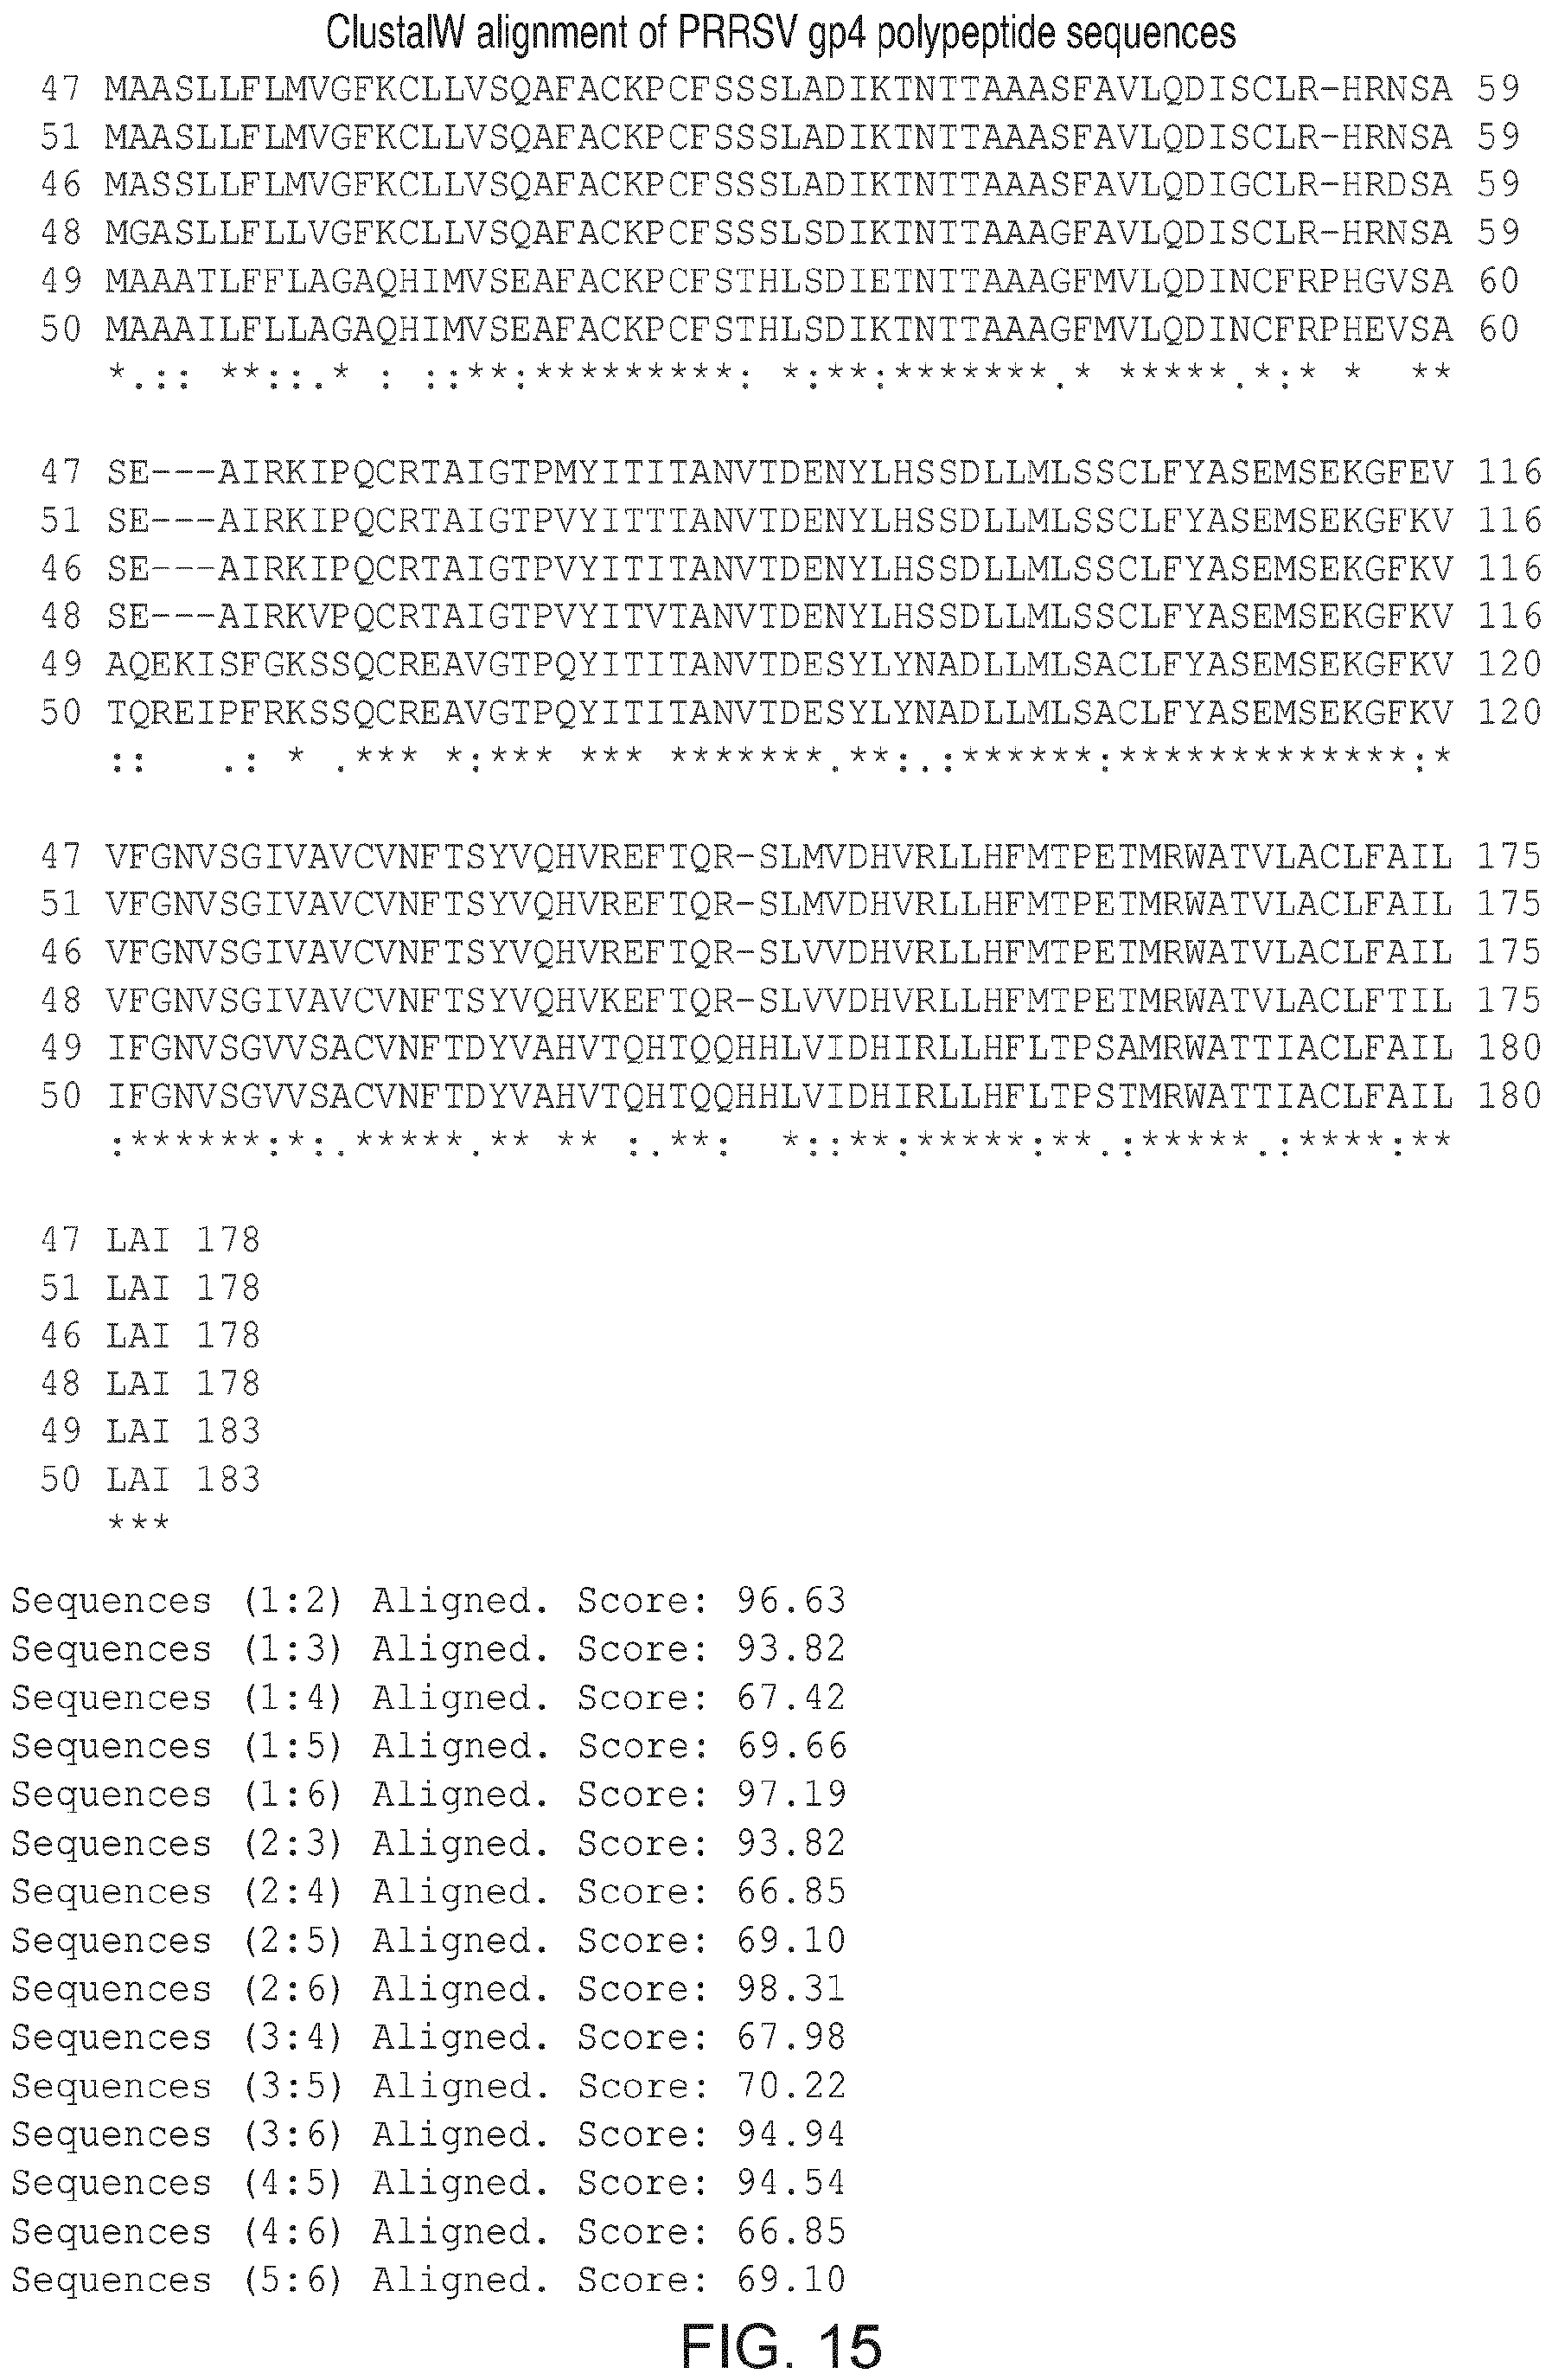 ClustalW alignment of PRRSV gp4 polypeptide sequences
47 MAASLLFLMVGFKCLLVSQAFACKPCFSSSLADIKTNTTAAASFAVLQDISCLR-HRNSA 59
51 MAASLLFLMVGFKCLLVSQAFACKPCFSSSLADIKTNTTAAASFAVLQDISCLR-HRNSA 59
46 MASSLLFLMVGFKCLLVSQAFACKPCFSSSLADIKTNTTAAASFAVLQDIGCLR-HRDSA 59
48 MGASLLFLLVGFKCLLVSQAFACKPCFSSSLSDIKTNTTAAAGFAVLQDISCLR-HRNSA 59
49 MAAATLFFLAGAQHIMVSEAFACKPCFSTHLSDIETNTTAAAGFMVLQDINCFRPHGVSA 60
50 MAAAILFLLAGAQHIMVSEAFACKPCFSTHLSDIKTNTTAAAGFMVLQDINCFRPHEVSA 60
*.:: **::.* : ::**:*********: *:**:*******.* *****.*:* * **
47 SE---AIRKIPQCRTAIGTPMYITITANVTDENYLHSSDLLMLSSCLFYASEMSEKGFEV 116
51 SE---AIRKIPQCRTAIGTPVYITTTANVTDENYLHSSDLLMLSSCLFYASEMSEKGFKV 116
46 SE---AIRKIPQCRTAIGTPVYITITANVTDENYLHSSDLLMLSSCLFYASEMSEKGFKV 116
48 SE---AIRKVPQCRTAIGTPVYITVTANVTDENYLHSSDLLMLSSCLFYASEMSEKGFKV 116
49 AQEKISFGKSSQCREAVGTPQYITITANVTDESYLYNADLLMLSACLFYASEMSEKGFKV 120
50 TQREIPFRKSSQCREAVGTPQYITITANVTDESYLYNADLLMLSACLFYASEMSEKGFKV 120
:: .: * .*** *:*** *** *******.**:.:******:*************:*
47 VFGNVSGIVAVCVNFTSYVQHVREFTQR-SLMVDHVRLLHFMTPETMRWATVLACLFAIL 175
51 VFGNVSGIVAVCVNFTSYVQHVREFTQR-SLMVDHVRLLHFMTPETMRWATVLACLFAIL 175
46 VFGNVSGIVAVCVNFTSYVQHVREFTQR-SLVVDHVRLLHFMTPETMRWATVLACLFAIL 175
48 VFGNVSGIVAVCVNFTSYVQHVKEFTQR-SLVVDHVRLLHFMTPETMRWATVLACLFTIL 175
49 IFGNVSGVVSACVNFTDYVAHVTQHTQQHHLVIDHIRLLHFLTPSAMRWATTIACLFAIL 180
50 IFGNVSGVVSACVNFTDYVAHVTQHTQQHHLVIDHIRLLHFLTPSTMRWATTIACLFAIL 180
:******:*:.*****.** ** :.**: *::**:*****:**.:*****.:****:**
47 LAI 178
51 LAI 178
46 LAI 178
48 LAI 178
49 LAI 183
50 LAI 183
***
Sequences (1:2) Aligned. Score: 96.63
Sequences (1:3) Aligned. Score: 93.82
Sequences (1:4) Aligned. Score: 67.42
Sequences (1:5) Aligned. Score: 69.66
Sequences (1:6) Aligned. Score: 97.19
Sequences (2:3) Aligned. Score: 93.82
Sequences (2:4) Aligned. Score: 66.85
Sequences (2:5) Aligned. Score: 69.10
Sequences (2:6) Aligned. Score: 98.31
Sequences (3:4) Aligned. Score: 67.98
Sequences (3:5) Aligned. Score: 70.22
Sequences (3:6) Aligned. Score: 94.94
Sequences (4:5) Aligned. Score: 94.54
Sequences (4:6) Aligned. Score: 66.85
Sequences (5:6) Aligned. Score: 69.10
FIG. 15